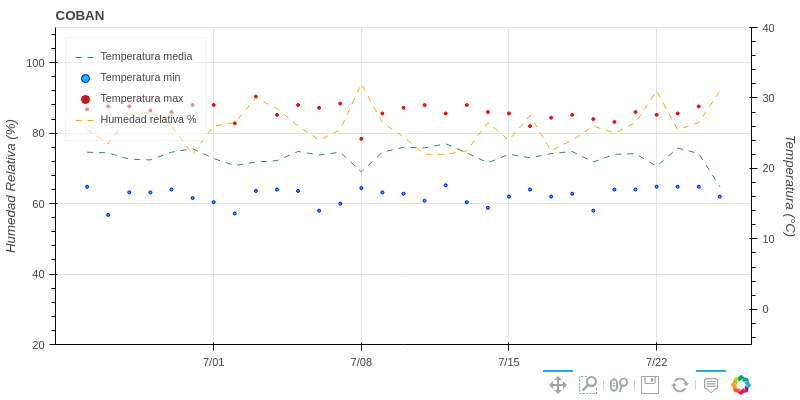 COBAN
Temperatura media
Temperatura min
Temperatura max
Humedad relativa %
Humedad Relativa (%)
100
80
60
40
20
40
30
20
10
0
Temperatura (°C)
7/01
7/08
7/15
7/22